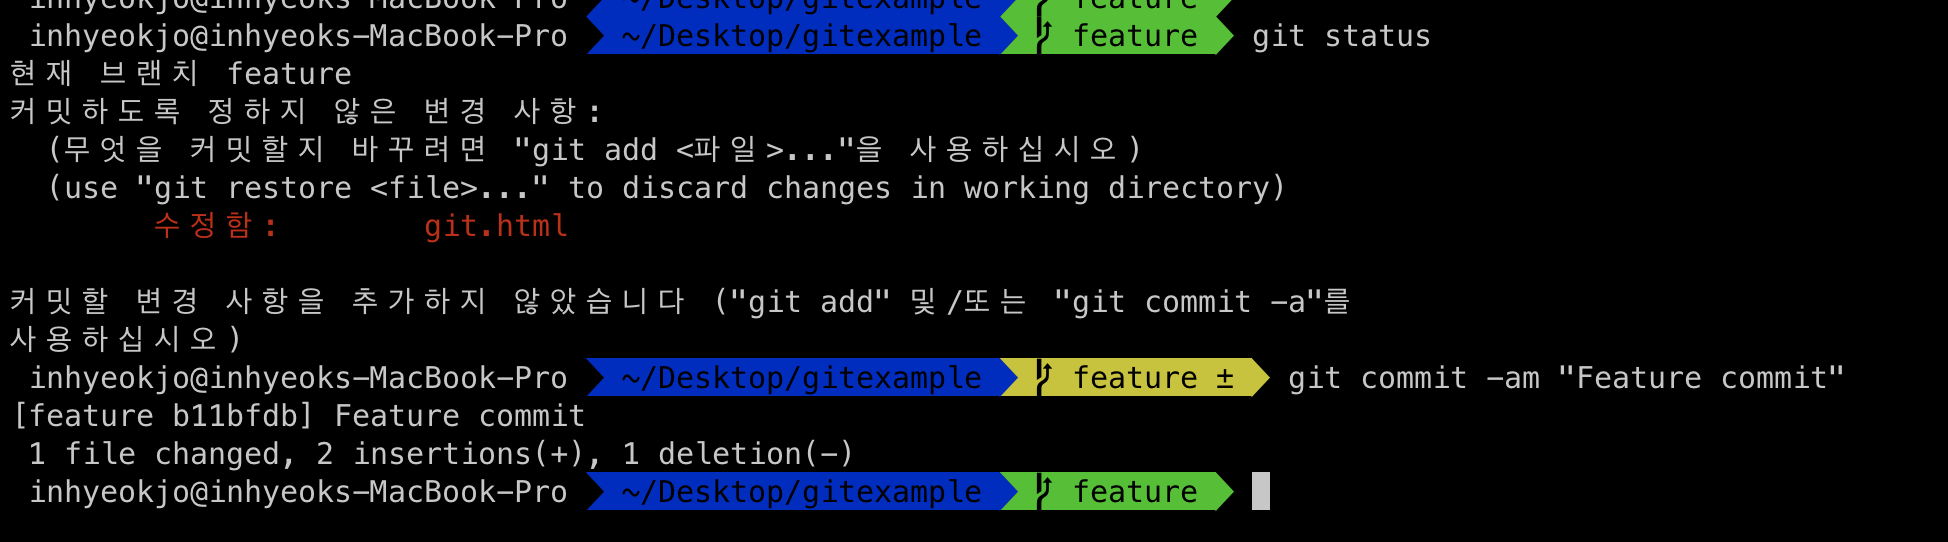 inhyeokjo@inhyeoks-MacBook-Pro ~/Desktop/gitexample feature
inhyeokjo@inhyeoks-MacBook-Pro ~/Desktop/gitexample feature git status
현재 브랜치 feature
커밋하도록 정하지 않은 변경 사항:
(무엇을 커밋할지 바꾸려면 "git add <파일>..."을 사용하십시오)
(use "git restore <file>..." to discard changes in working directory)
수정함: git.html
커밋할 변경 사항을 추가하지 않았습니다 ("git add" 및/또는 "git commit -a"를
사용하십시오)
inhyeokjo@inhyeoks-MacBook-Pro ~/Desktop/gitexample feature ± git commit -am "Feature commit"
[feature b11bfdb] Feature commit
1 file changed, 2 insertions(+), 1 deletion(-)
inhyeokjo@inhyeoks-MacBook-Pro ~/Desktop/gitexample feature